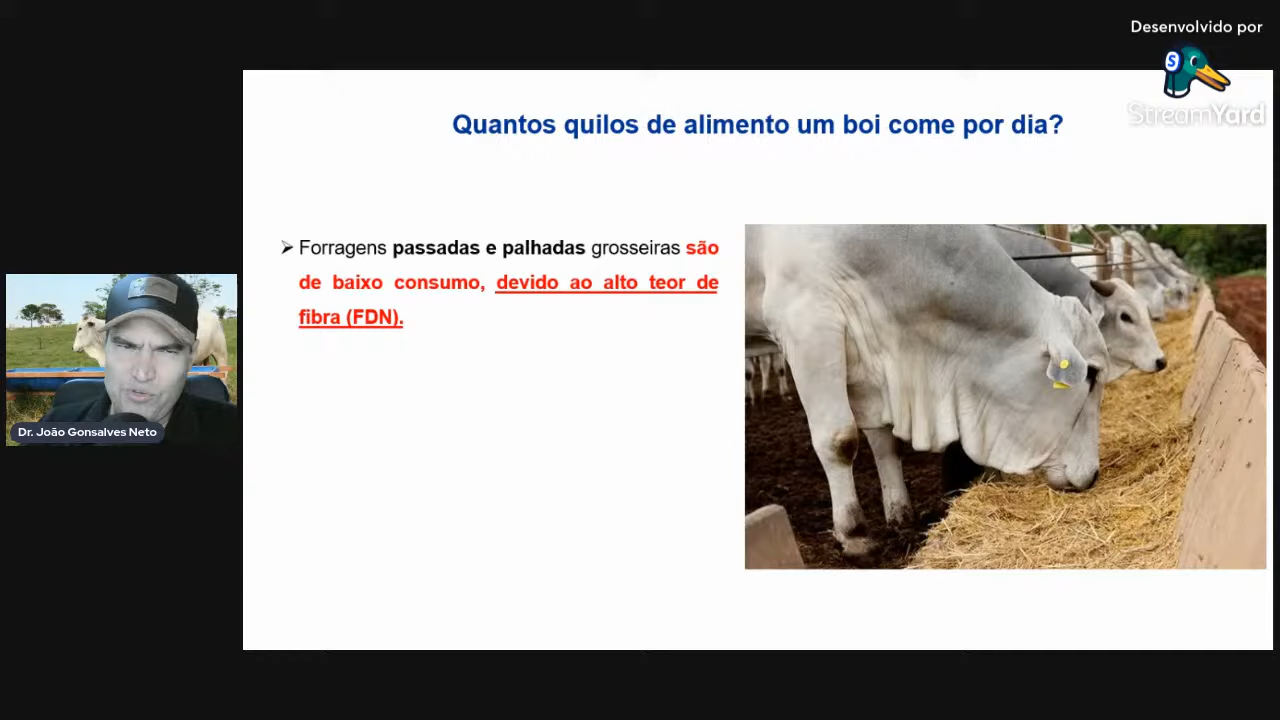 Desenvolvido por
S
StreamYard
Quantos quilos de alimento um boi come por dia?
➢ Forragens passadas e palhadas grosseiras são
de baixo consumo, devido ao alto teor de
fibra (FDN).
Dr. João Gonsalves Neto